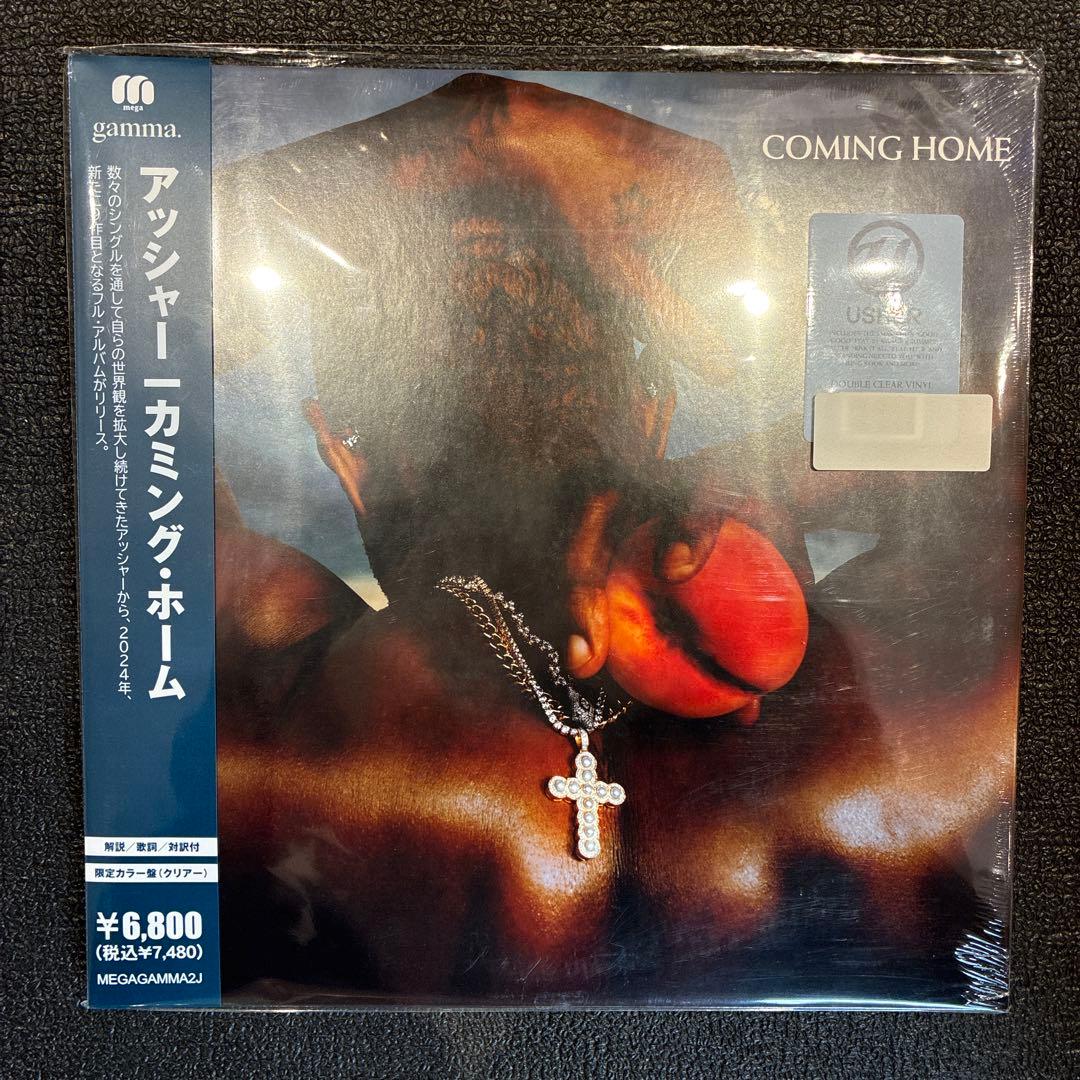 mega
gamma.
アッシャー ー カミング・ホーム
数々のシングルを通して自らの世界観を拡大し続けてきたアッシャーから、2024年、
新たに9作目となるフル・アルバムがリリース。
解説／歌詞／対訳付
限定カラー盤（クリアー）
¥6,800
(税込¥7,480)
MEGAGAMMA2J
COMING HOME
USHER
DOUBLE CLEAR VINYL